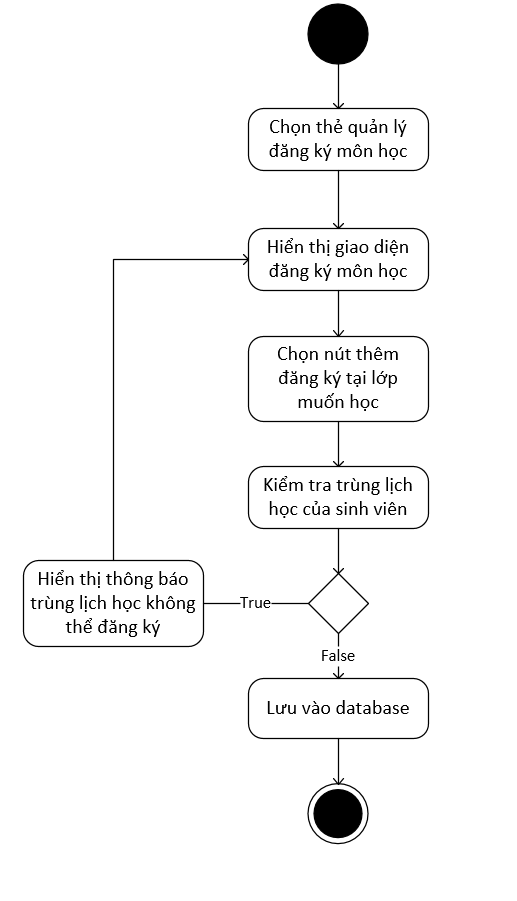 Chọn thẻ quản lý
đăng ký môn học
Hiển thị giao diện
đăng ký môn học
Chọn nút thêm
đăng ký tại lớp
muốn học
Kiểm tra trùng lịch
học của sinh viên
Hiển thị thông báo
trùng lịch học không
thể đăng ký
True
False
Lưu vào database